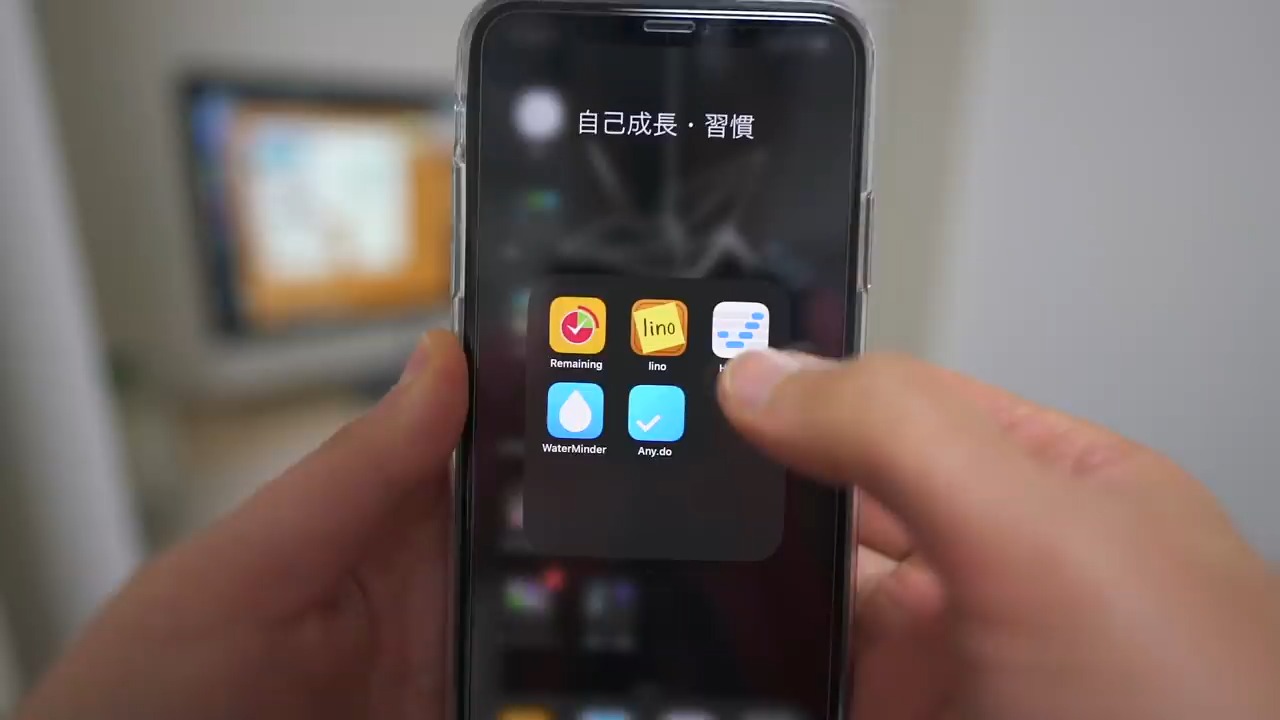 自己成長・習慣
lino
Remaining
lino
WaterMinder
Any.do